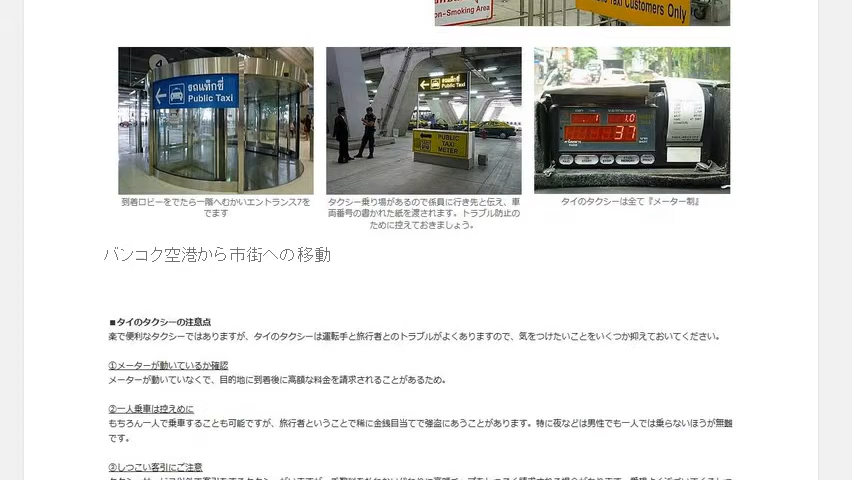 Taxi Customers Only
on-Smoking Area
4
รถแท็กซี่
Public Taxi
รถแท็กซี่
Public Taxi
PUBLIC
TAXI
METER
1 1.0
37
到着ロビーをでたら一階へむかいエントランス7を
でます
タクシー乗り場があるので係員に行き先と伝え、車
両番号の書かれた紙を渡されます。トラブル防止の
ために控えておきましょう。
タイのタクシーは全て『メーター制』
バンコク空港から市街への移動
■タイのタクシーの注意点
楽で便利なタクシーではありますが、タイのタクシーは運転手と旅行者とのトラブルがよくありますので、気をつけたいことをいくつか抑えておいてください。
①メーターが動いているか確認
メーターが動いていなくて、目的地に到着後に高額な料金を請求されることがあるため。
②一人乗車は控えめに
もちろん一人で乗車することも可能ですが、旅行者ということで稀に金銭目当てで強盗にあうことがあります。特に夜などは男性でも一人では乗らないほうが無難
です。
③しつこい客引にご注意